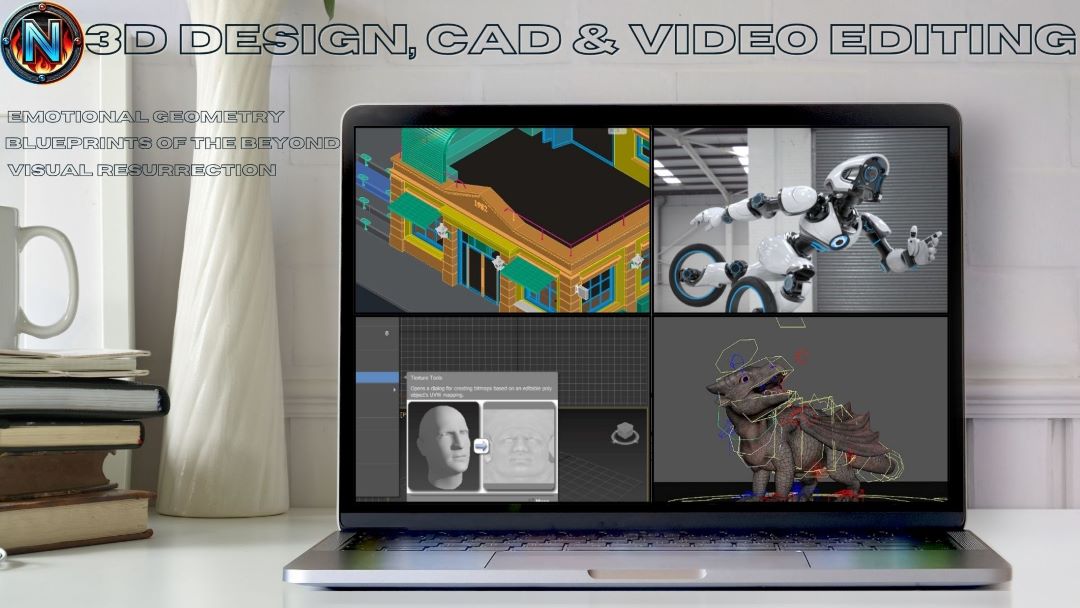 N 3D DESIGN, CAD & VIDEO EDITING
EMOTIONAL GEOMETRY
BLUEPRINTS OF THE BEYOND
VISUAL RESURRECTION
1982
Texture Tools
Opens a dialog for creating bitmaps based on an editable poly
object's UVW mapping.